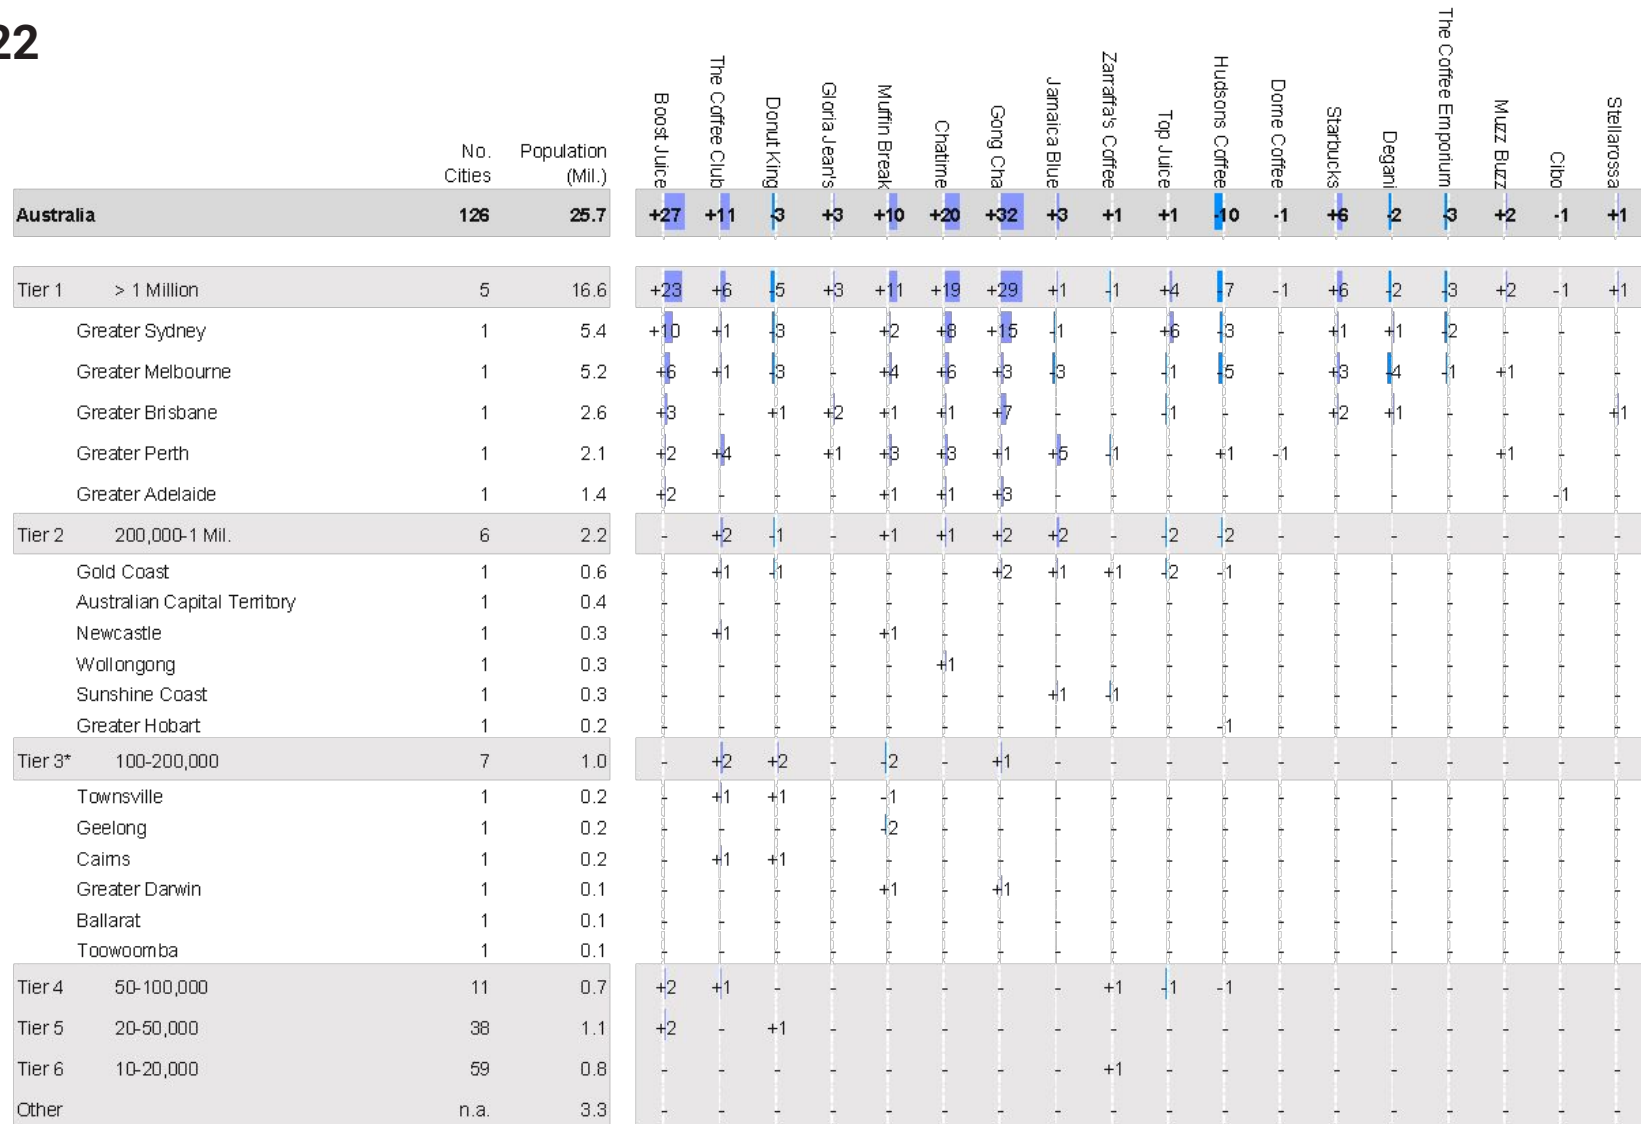 22
Boost Juice The Coffee Club Donut King Gloria Jean's Muffin Break Chatime Gong Cha Jamaica Blue Zarraffa's Coffee Top Juice Hudsons Coffee Dome Coffee Starbucks Degani The Coffee Emporium Muzz Buzz Cibo Stellarossa
No. Cities Population (Mil.)
Australia 126 25.7 +27 +11 -3 +3 +10 +20 +32 +3 +1 +1 -10 -1 +6 -2 -3 +2 -1 +1
Tier 1 > 1 Million 5 16.6 +23 +6 -5 +3 +11 +19 +29 +1 -1 +4 -7 -1 +6 -2 -3 +2 -1 +1
Greater Sydney 1 5.4 +10 +1 -3 - +2 +8 +15 -1 - +6 -3 - +1 +1 -2 - - -
Greater Melbourne 1 5.2 +6 +1 -3 - +4 +6 +3 -3 - -1 -5 - +3 -4 -1 +1 - -
Greater Brisbane 1 2.6 +3 - +1 +2 +1 +1 +7 - - -1 - - +2 +1 - - - +1
Greater Perth 1 2.1 +2 +4 - +1 +3 +3 +1 +5 -1 - +1 -1 - - - +1 - -
Greater Adelaide 1 1.4 +2 - - - +1 +1 +3 - - - - - - - - - -1 -
Tier 2 200,000-1 Mil. 6 2.2 - +2 -1 - +1 +1 +2 +2 - -2 -2 - - - - - - -
Gold Coast 1 0.6 - +1 -1 - - - +2 +1 +1 -2 -1 - - - - - - -
Australian Capital Territory 1 0.4 - - - - - - - - - - - - - - - - - -
Newcastle 1 0.3 - +1 - - +1 - - - - - - - - - - - - -
Wollongong 1 0.3 - - - - - +1 - - - - - - - - - - - -
Sunshine Coast 1 0.3 - - - - - - - +1 -1 - - - - - - - - -
Greater Hobart 1 0.2 - - - - - - - - - - -1 - - - - - - -
Tier 3* 100-200,000 7 1.0 - +2 +2 - -2 - +1 - - - - - - - - - - -
Townsville 1 0.2 - +1 +1 - -1 - - - - - - - - - - - - -
Geelong 1 0.2 - - - - -2 - - - - - - - - - - - - -
Cairns 1 0.2 - +1 +1 - - - - - - - - - - - - - - -
Greater Darwin 1 0.1 - - - - +1 - +1 - - - - - - - - - - -
Ballarat 1 0.1 - - - - - - - - - - - - - - - - - -
Toowoomba 1 0.1 - - - - - - - - - - - - - - - - - -
Tier 4 50-100,000 11 0.7 +2 +1 - - - - - - +1 -1 -1 - - - - - - -
Tier 5 20-50,000 38 1.1 +2 - +1 - - - - - - - - - - - - - - -
Tier 6 10-20,000 59 0.8 - - - - - - - - +1 - - - - - - - - -
Other n.a. 3.3 - - - - - - - - - - - - - - - - - -